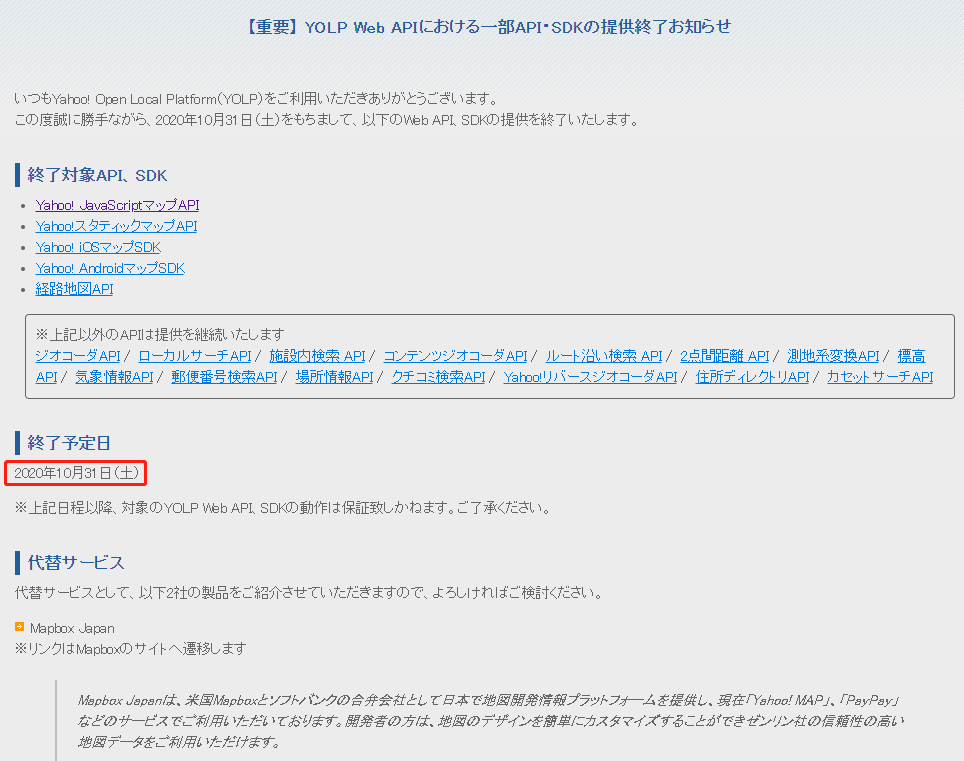 【重要】 YOLP Web APIにおける一部API・SDKの提供終了お知らせ
いつもYahoo! Open Local Platform(YOLP)をご利用いただきありがとうございます。
この度誠に勝手ながら、2020年10月31日(土)をもちまして、以下のWeb API、SDKの提供を終了いたします。
終了対象API、SDK
• Yahoo! JavaScriptマップAPI
• Yahoo!スタティックマップAPI
• Yahoo! iOSマップSDK
• Yahoo! AndroidマップSDK
• 経路地図API
※上記以外のAPIは提供を継続いたします
ジオコーダAPI / ローカルサーチAPI / 施設内検索 API / コンテンツジオコーダAPI / ルート沿い検索 API / 2点間距離 API / 測地系変換API / 標高
API / 気象情報API / 郵便番号検索API / 場所情報API / クチコミ検索API / Yahoo!リバースジオコーダAPI / 住所ディレクトリAPI / カセットサーチAPI
終了予定日
2020年10月31日(土)
※上記日程以降、対象のYOLP Web API、SDKの動作は保証致しかねます。ご了承ください。
代替サービス
代替サービスとして、以下2社の製品をご紹介させていただきますので、よろしければご検討ください。
Mapbox Japan
※リンクはMapboxのサイトへ遷移します
Mapbox Japanは、米国Mapboxとソフトバンクの合弁会社として日本で地図開発情報プラットフォームを提供し、現在「Yahoo! MAP」、「PayPay」
などのサービスでご利用いただいております。開発者の方は、地図のデザインを簡単にカスタマイズすることができゼンリン社の信頼性の高い
地図データをご利用いただけます。